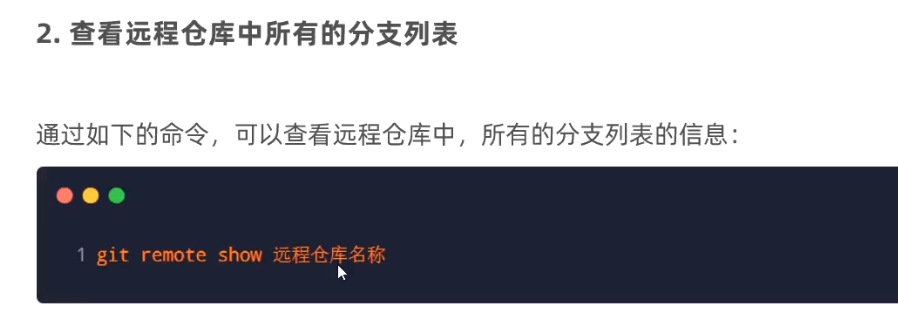 2. 查看远程仓库中所有的分支列表
通过如下的命令，可以查看远程仓库中，所有的分支列表的信息：
1 git remote show 远程仓库名称